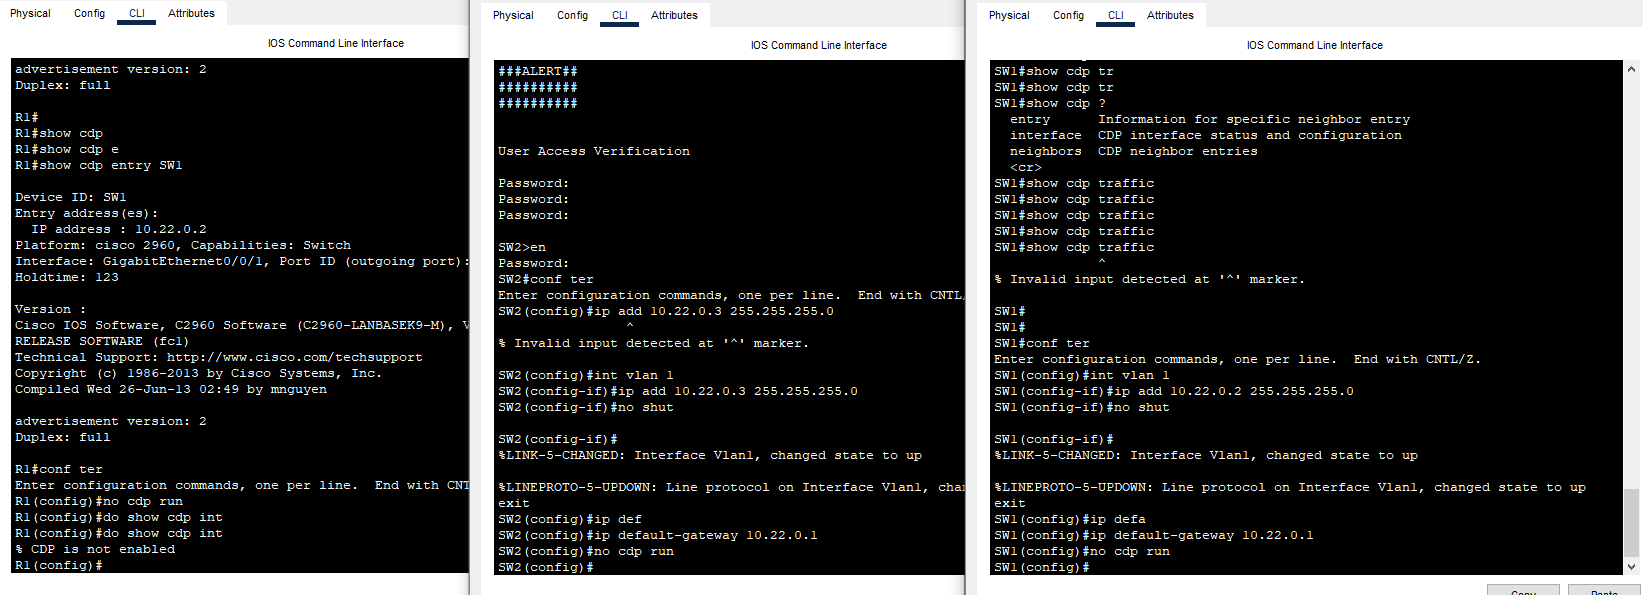 Physical Config CLI Attributes
IOS Command Line Interface
advertisement version: 2
Duplex: full
R1#
R1#show cdp
R1#show cdp e
R1#show cdp entry SW1
Device ID: SW1
Entry address(es):
IP address : 10.22.0.2
Platform: cisco 2960, Capabilities: Switch
Interface: GigabitEthernet0/0/1, Port ID (outgoing port):
Holdtime: 123
Version :
Cisco IOS Software, C2960 Software (C2960-LANBASEK9-M), V
RELEASE SOFTWARE (fc1)
Technical Support: http://www.cisco.com/techsupport
Copyright (c) 1986-2013 by Cisco Systems, Inc.
Compiled Wed 26-Jun-13 02:49 by mnguyen
advertisement version: 2
Duplex: full
R1#conf ter
Enter configuration commands, one per line.  End with CNT
R1(config)#no cdp run
R1(config)#do show cdp int
R1(config)#do show cdp int
% CDP is not enabled
R1(config)#
Physical Config CLI Attributes
IOS Command Line Interface
###ALERT##
##########
##########
User Access Verification
Password:
Password:
Password:
SW2>en
Password:
SW2#conf ter
Enter configuration commands, one per line.  End with CNTL/
SW2(config)#ip add 10.22.0.3 255.255.255.0
^
% Invalid input detected at '^' marker.
SW2(config)#int vlan 1
SW2(config-if)#ip add 10.22.0.3 255.255.255.0
SW2(config-if)#no shut
SW2(config-if)#
%LINK-5-CHANGED: Interface Vlan1, changed state to up
%LINEPROTO-5-UPDOWN: Line protocol on Interface Vlan1, chan
exit
SW2(config)#ip def
SW2(config)#ip default-gateway 10.22.0.1
SW2(config)#no cdp run
SW2(config)#
Physical Config CLI Attributes
IOS Command Line Interface
SW1#show cdp tr
SW1#show cdp tr
SW1#show cdp ?
entry Information for specific neighbor entry
interface CDP interface status and configuration
neighbors CDP neighbor entries
<cr>
SW1#show cdp traffic
SW1#show cdp traffic
SW1#show cdp traffic
SW1#show cdp traffic
SW1#show cdp traffic
^
% Invalid input detected at '^' marker.
SW1#
SW1#
SW1#conf ter
Enter configuration commands, one per line.  End with CNTL/Z.
SW1(config)#int vlan 1
SW1(config-if)#ip add 10.22.0.2 255.255.255.0
SW1(config-if)#no shut
SW1(config-if)#
%LINK-5-CHANGED: Interface Vlan1, changed state to up
%LINEPROTO-5-UPDOWN: Line protocol on Interface Vlan1, changed state to up
exit
SW1(config)#ip defa
SW1(config)#ip default-gateway 10.22.0.1
SW1(config)#no cdp run
SW1(config)#
Copy Paste